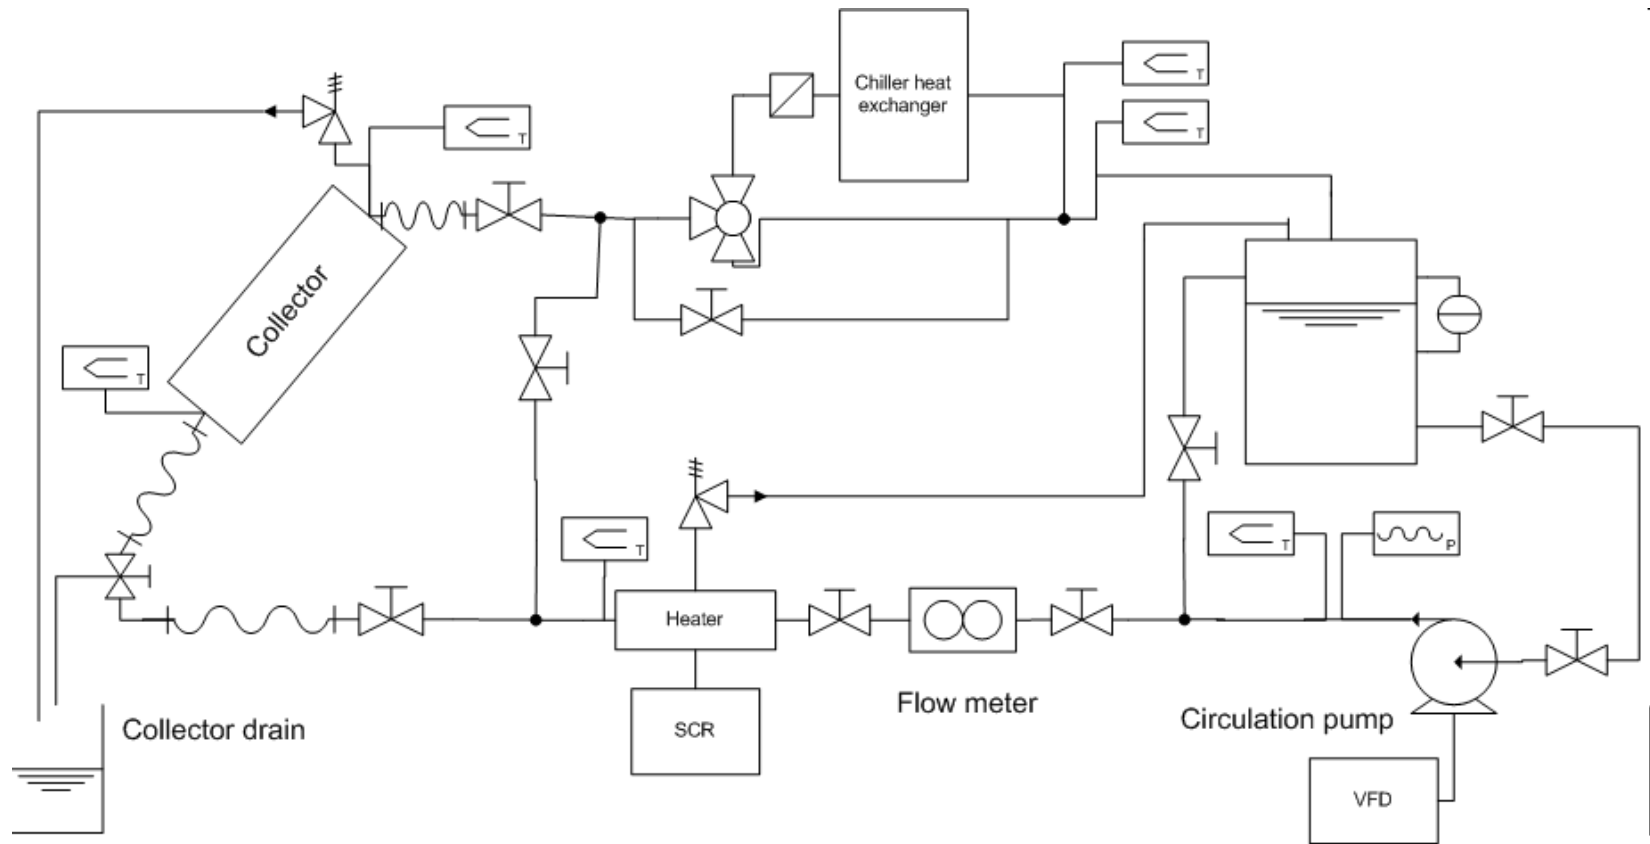 Chiller heat
exchanger
T
T
T
Collector
T
T
T
P
Heater
Flow meter
Circulation pump
Collector drain
SCR
VFD